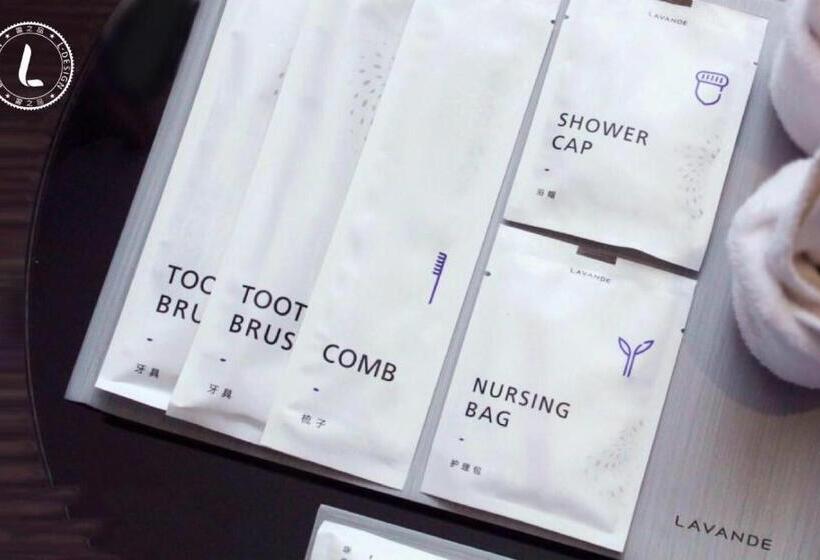 L·DESIGN
L
LAVANDE
SHOWER
CAP
浴帽
TOO
BRU
牙具
TOOT
BRUS
牙具
COMB
梳子
LAVANDE
NURSING
BAG
护理包
LAVANDE